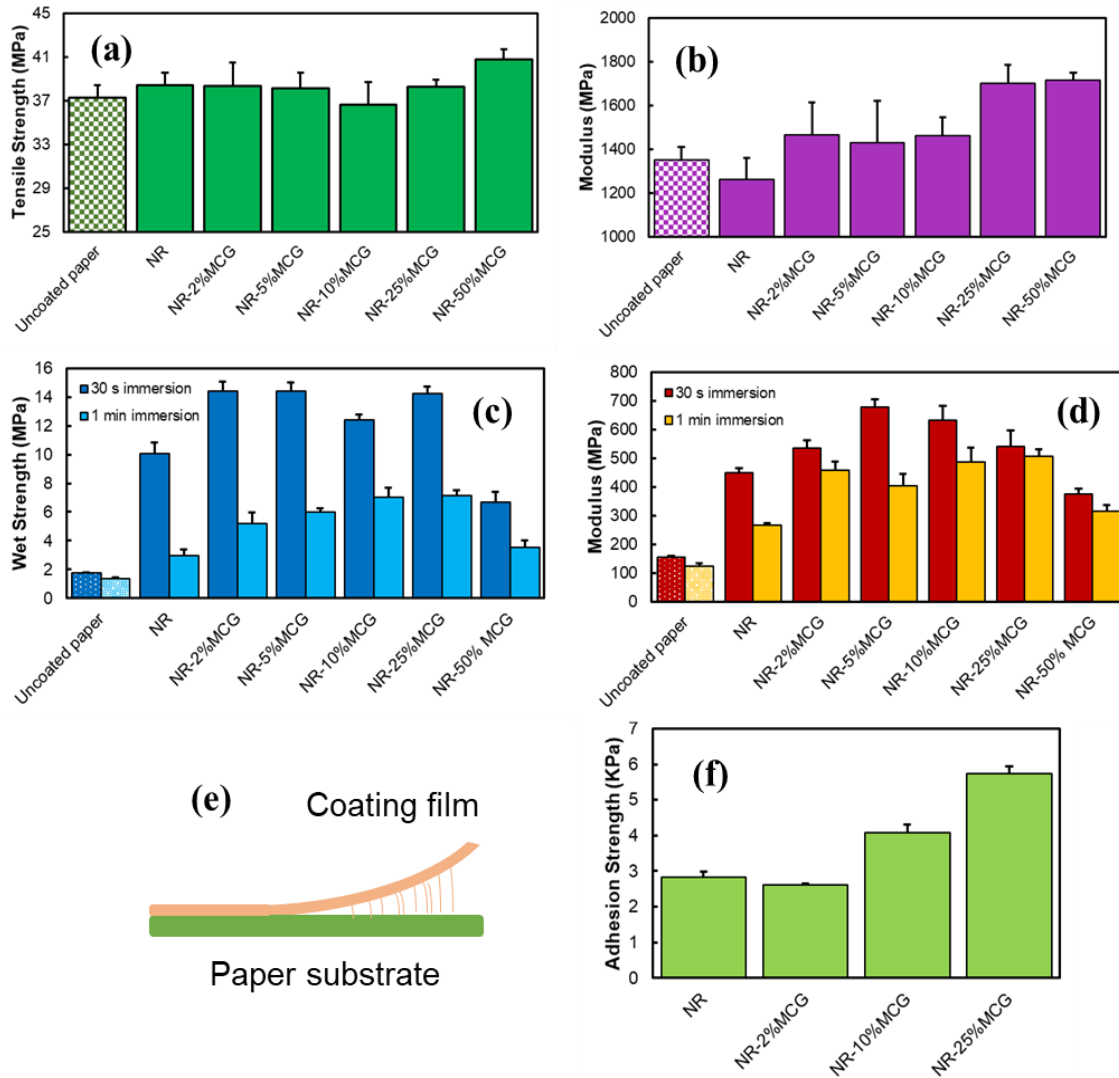 (a)
Tensile Strength (MPa)
45
41
37
33
29
25
Uncoated paper
NR
NR-2%MCG
NR-5%MCG
NR-10%MCG
NR-25%MCG
NR-50%MCG
(b)
Modulus (MPa)
2000
1800
1600
1400
1200
1000
Uncoated paper
NR
NR-2%MCG
NR-5%MCG
NR-10%MCG
NR-25%MCG
NR-50%MCG
(c)
30 s immersion
1 min immersion
Wet Strength (MPa)
16
14
12
10
8
6
4
2
0
Uncoated paper
NR
NR-2%MCG
NR-5%MCG
NR-10%MCG
NR-25%MCG
NR-50% MCG
(d)
30 s immersion
1 min immersion
Modulus (MPa)
800
700
600
500
400
300
200
100
0
Uncoated paper
NR
NR-2%MCG
NR-5%MCG
NR-10%MCG
NR-25%MCG
NR-50% MCG
(e)
Coating film
Paper substrate
(f)
Adhesion Strength (KPa)
7
6
5
4
3
2
1
0
NR
NR-2%MCG
NR-10%MCG
NR-25%MCG